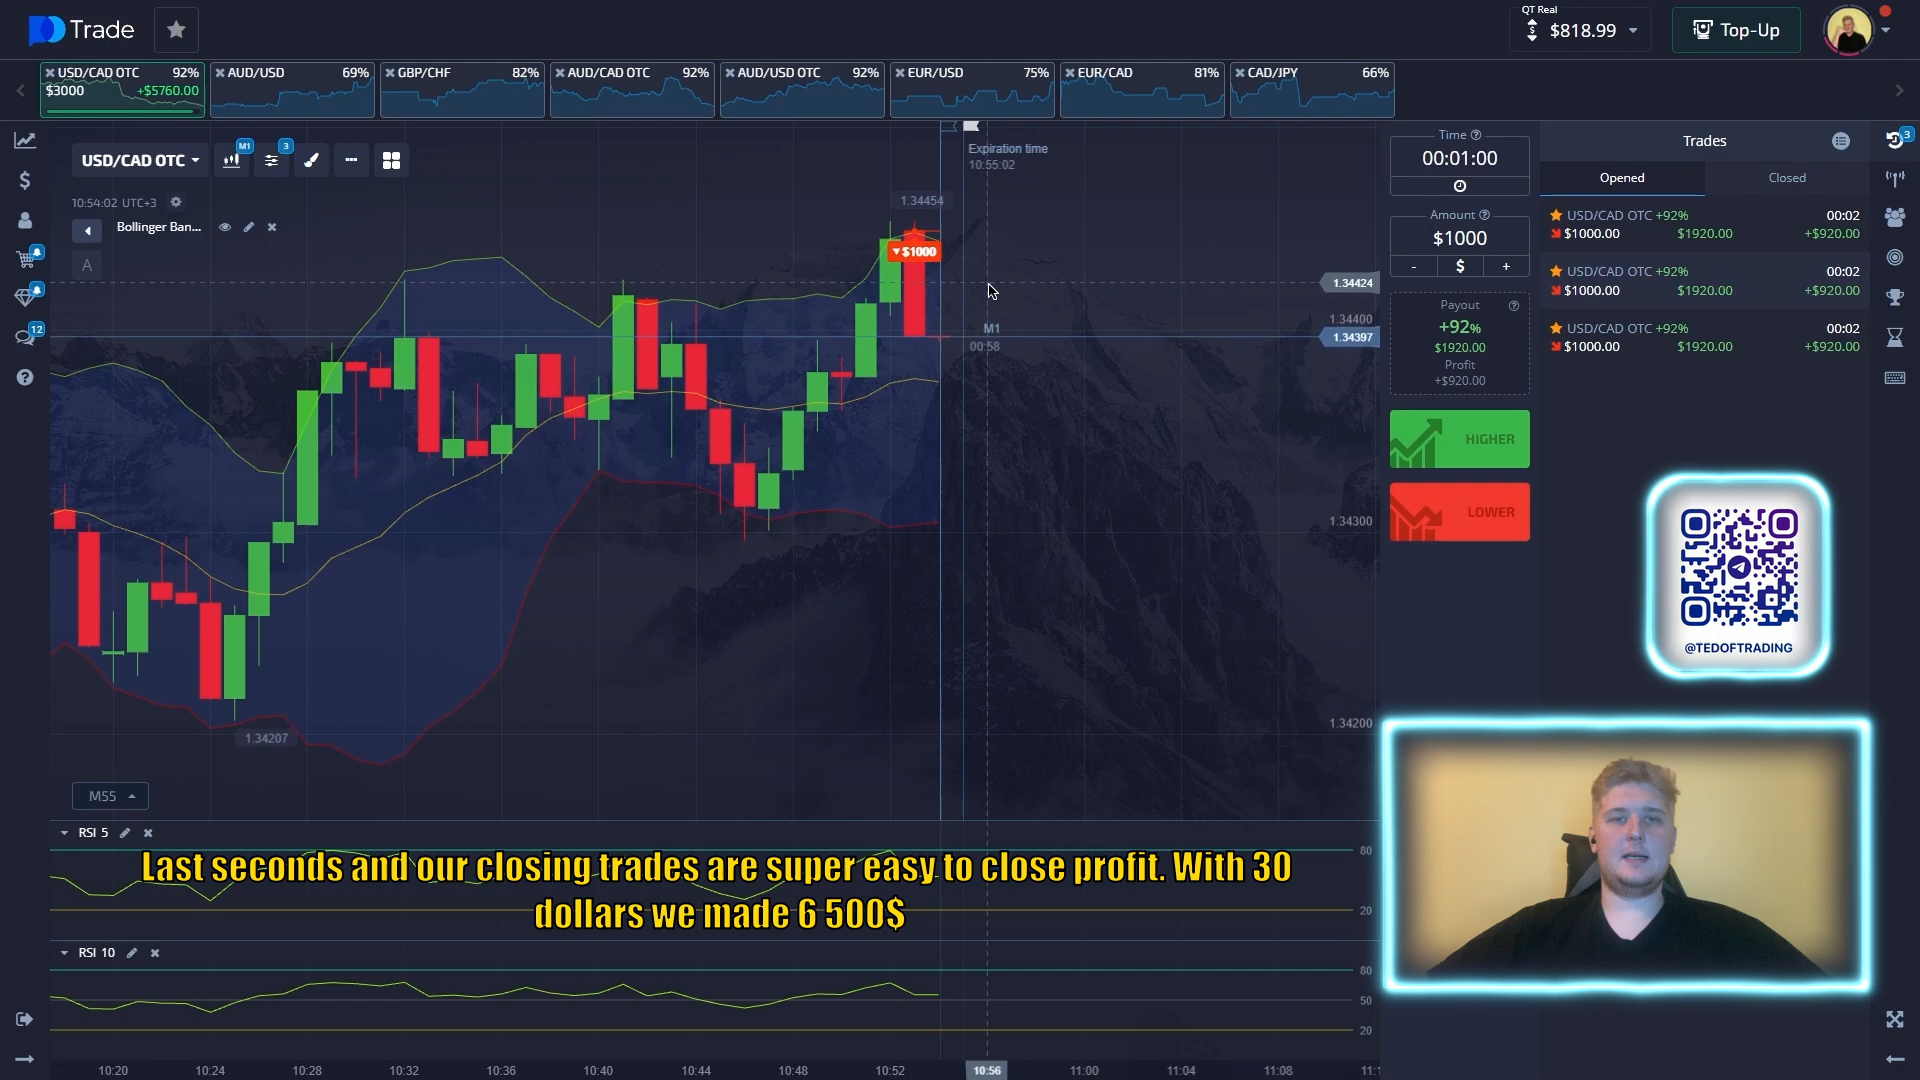 Trade
QT Real
$818.99
Top-Up
USD/CAD OTC 92%
$3000 +$5760.00
AUD/USD 69%
GBP/CHF 82%
AUD/CAD OTC 92%
AUD/USD OTC 92%
EUR/USD 75%
EUR/CAD 81%
CAD/JPY 66%
USD/CAD OTC
M1
3
10:54:02 UTC+3
Bollinger Ban...
A
12
Expiration time
10:55:02
1.34454
$1000
M1
00:58
1.34424
1.34400
1.34397
1.34300
1.34200
1.34207
M55
Time
00:01:00
Amount
$1000
- $ +
Payout
+92%
$1920.00
Profit
+$920.00
HIGHER
LOWER
Trades
3
Opened Closed
USD/CAD OTC +92% 00:02
$1000.00 $1920.00 +$920.00
USD/CAD OTC +92% 00:02
$1000.00 $1920.00 +$920.00
USD/CAD OTC +92% 00:02
$1000.00 $1920.00 +$920.00
@TEDOFTRADING
RSI 5
80
20
Last seconds and our closing trades are super easy to close profit. With 30
dollars we made 6 500$
RSI 10
80
50
20
10:20 10:24 10:28 10:32 10:36 10:40 10:44 10:48 10:52 10:56 11:00 11:04 11:08